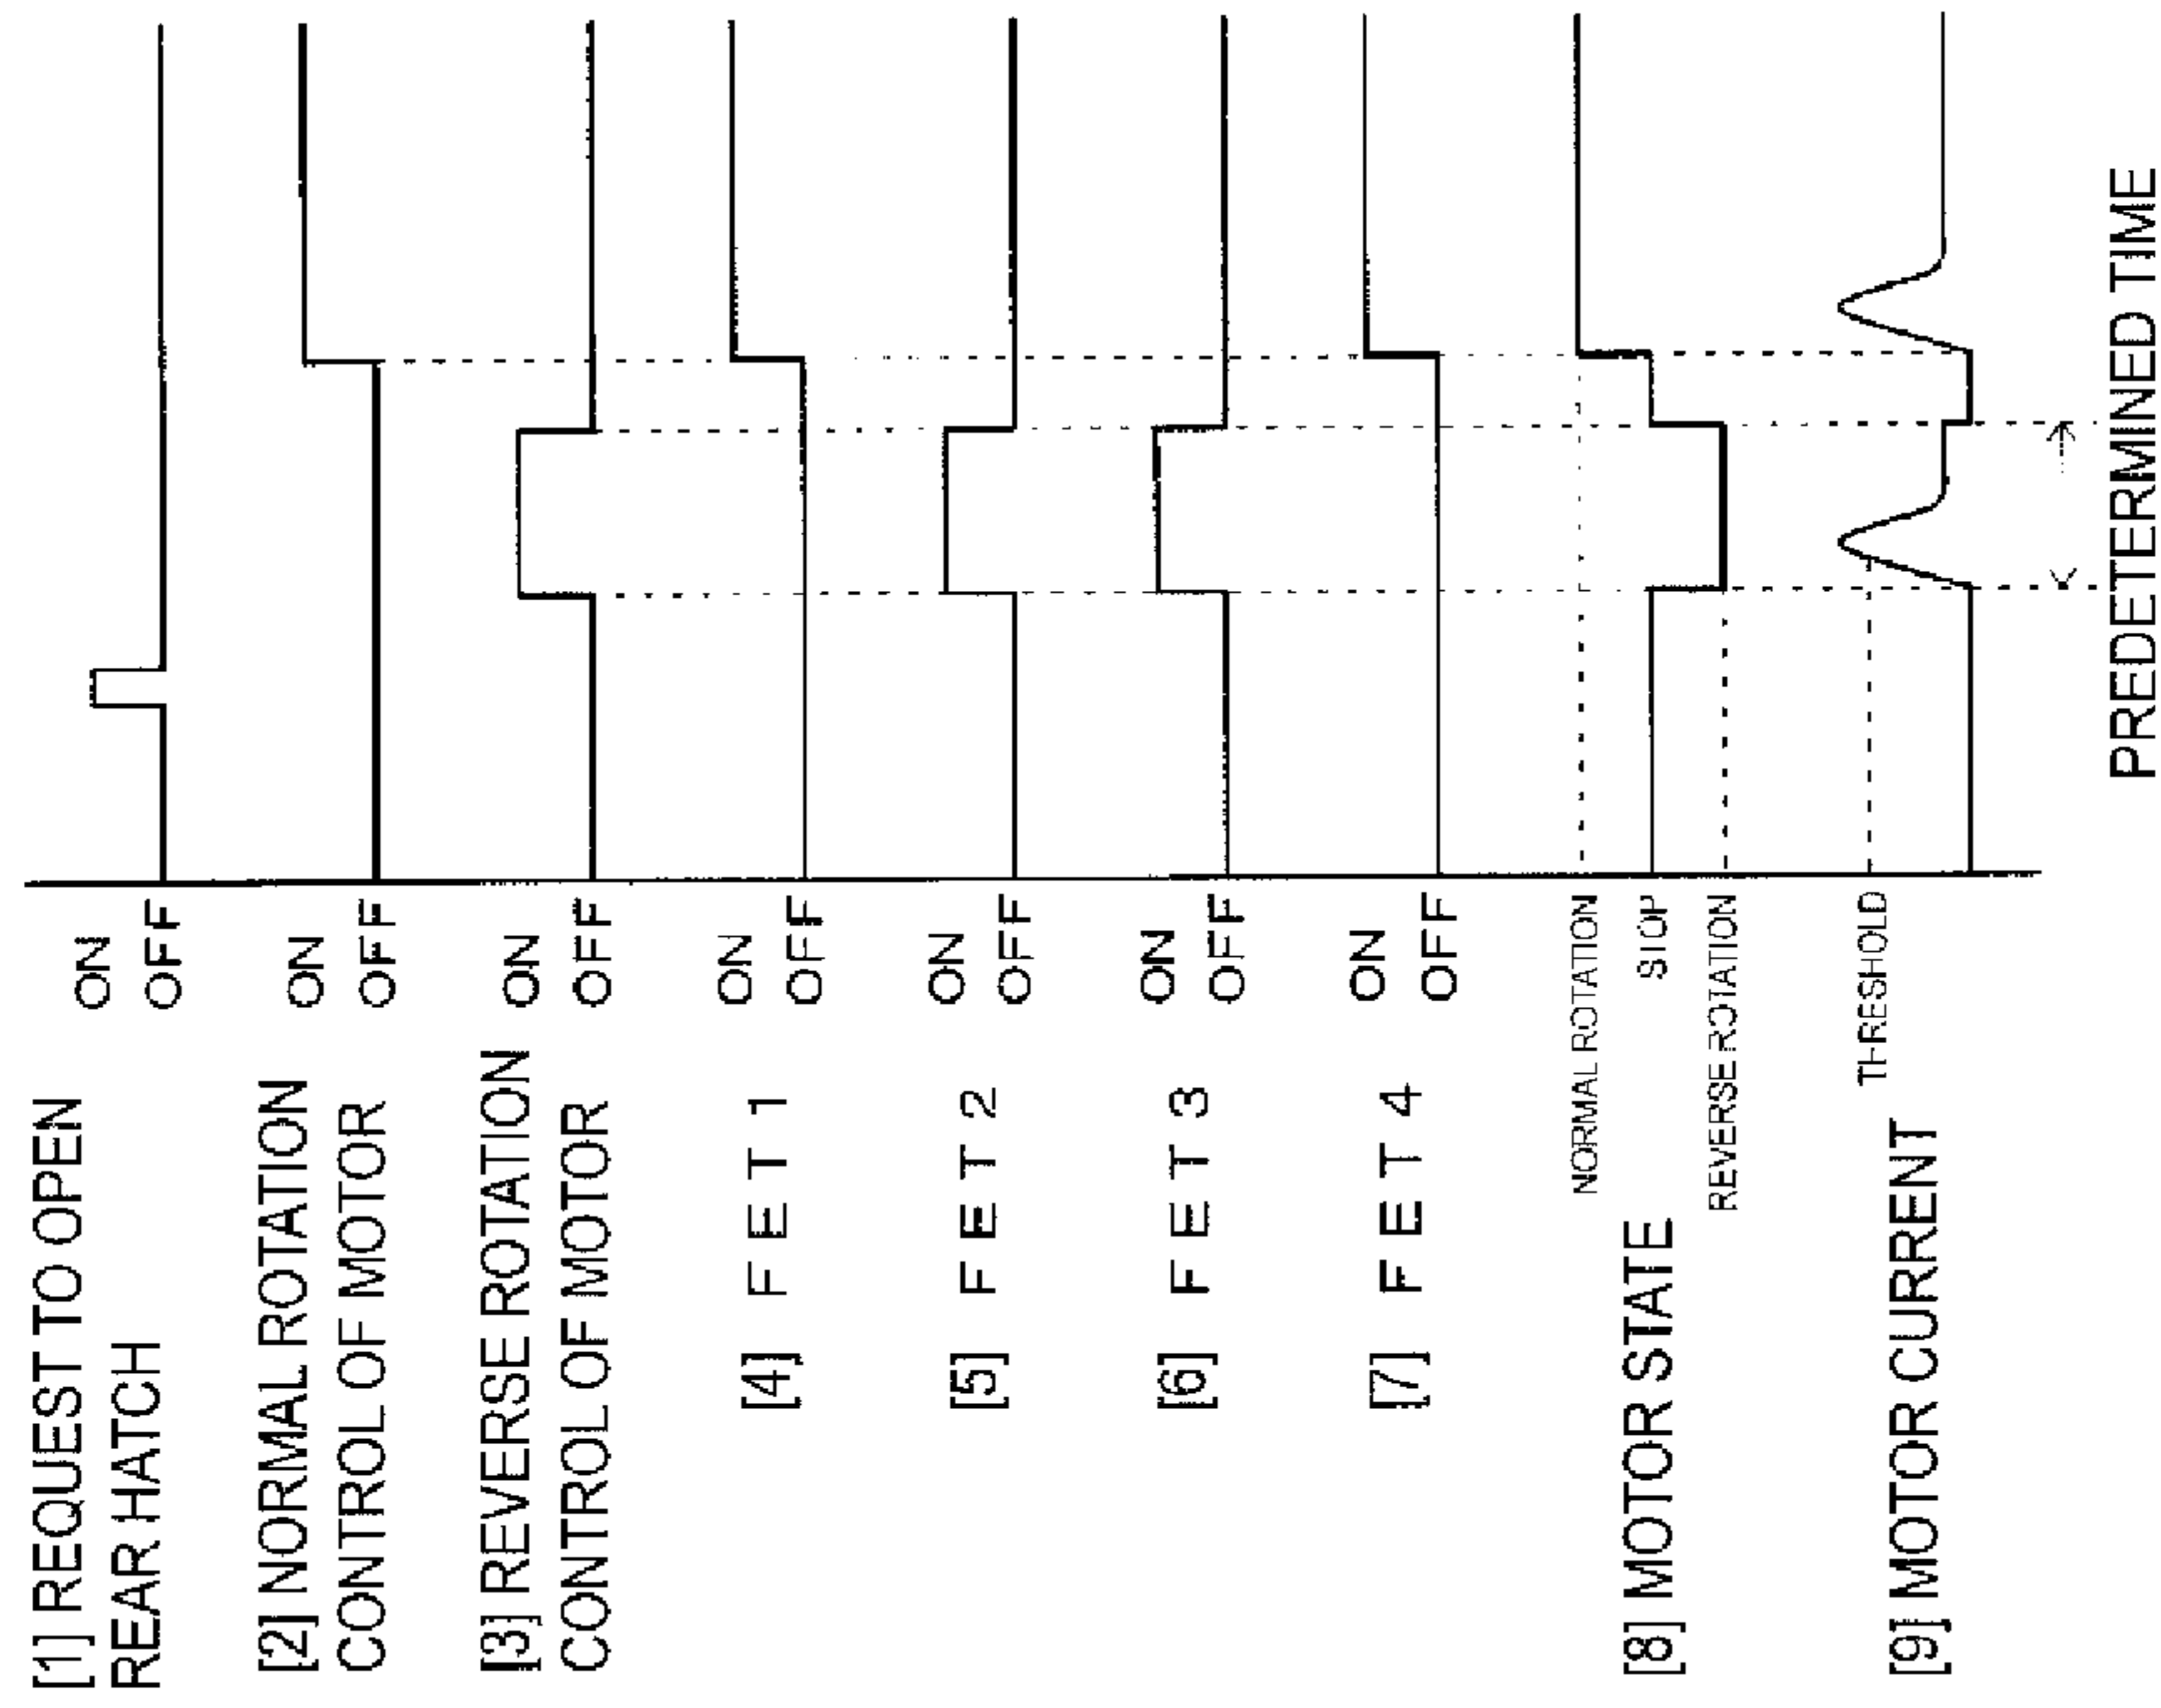 [1] REQUEST TO OPEN
REAR HATCH
ON
OFF
[2] NORMAL ROTATION
CONTROL OF MOTOR
ON
OFF
[3] REVERSE ROTATION
CONTROL OF MOTOR
ON
OFF
[4] FET1
ON
OFF
[5] FET2
ON
OFF
[6] FET3
ON
OFF
[7] FET4
ON
OFF
[8] MOTOR STATE
NORMAL ROTATION
STOP
REVERSE ROTATION
[9] MOTOR CURRENT
THRESHOLD
PREDETERMINED TIME